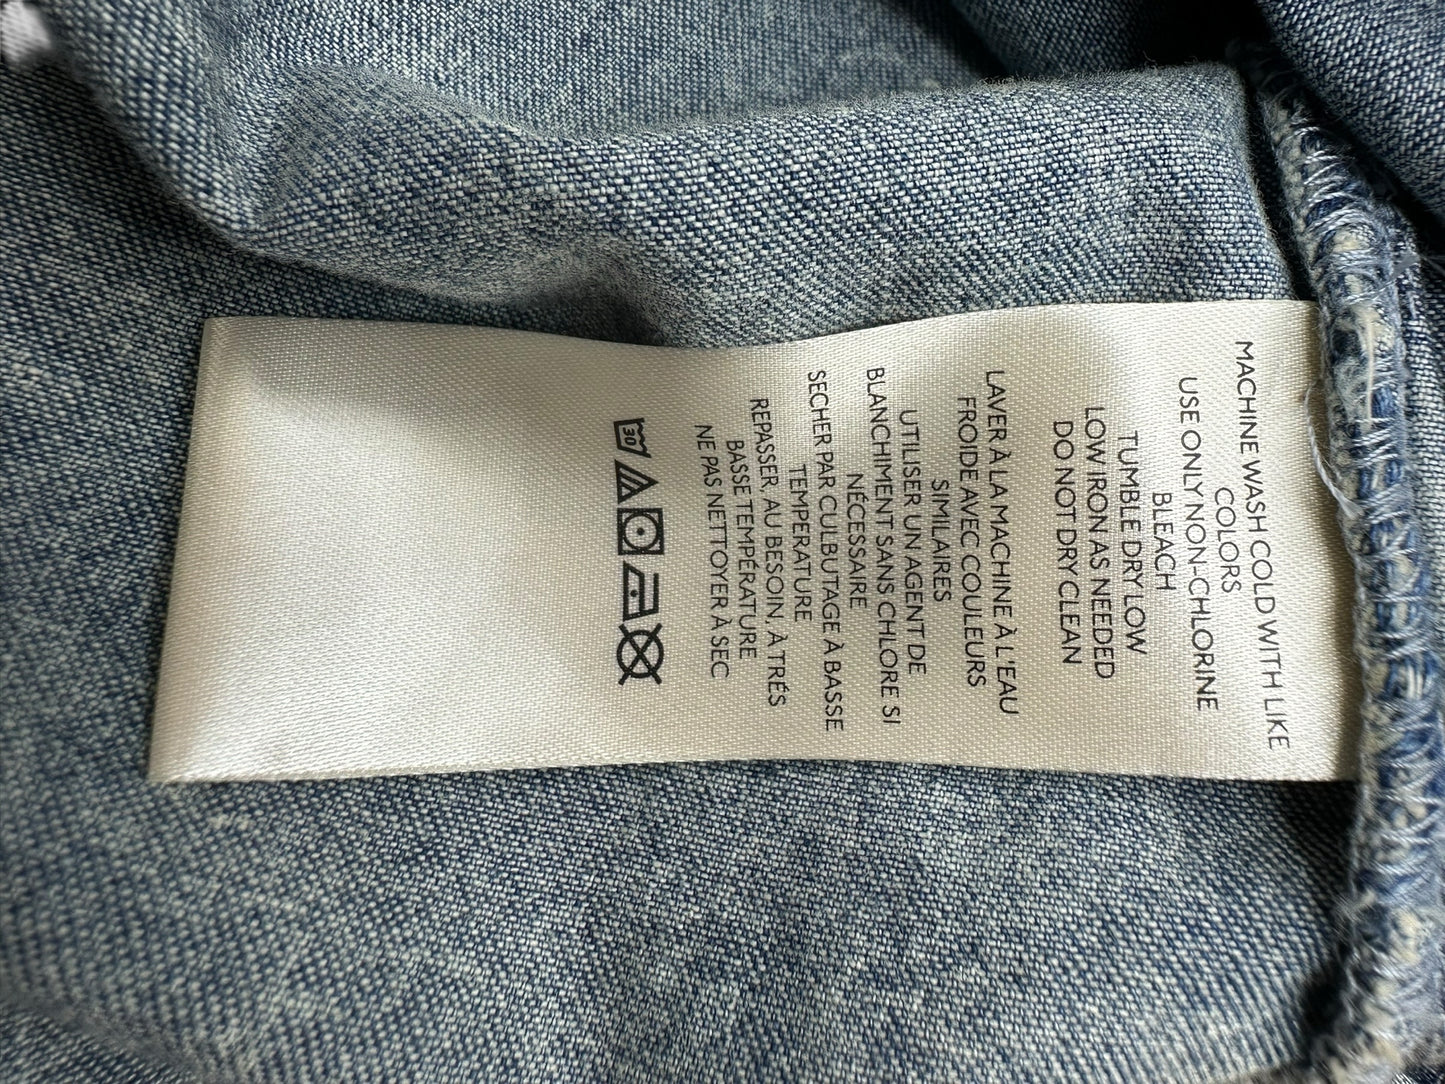 MACHINE WASH COLD WITH LIKE
COLORS
USE ONLY NON-CHLORINE
BLEACH
TUMBLE DRY LOW
LOW IRON AS NEEDED
DO NOT DRY CLEAN
LAVER À LA MACHINE À L'EAU
FROIDE AVEC COULEURS
SIMILAIRES
UTILISER UN AGENT DE
BLANCHIMENT SANS CHLORE SI
NÉCESSAIRE
SECHER PAR CULBUTAGE À BASSE
TEMPERATURE
REPASSER, AU BESOIN, À TRÉS
BASSE TEMPÉRATURE
NE PAS NETTOYER À SEC
30